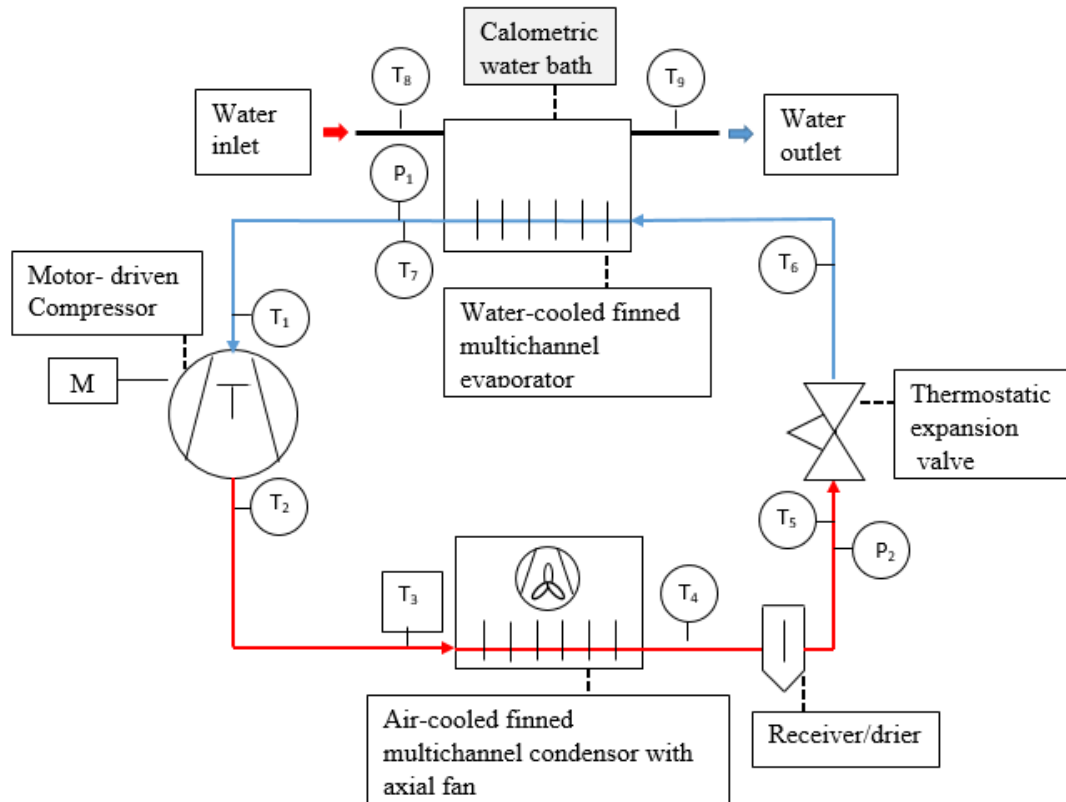 Calometric
water bath
T₈
T₉
Water
inlet
Water
outlet
P₁
T₇
T₆
Motor- driven
Compressor
T₁
M
Water-cooled finned
multichannel
evaporator
Thermostatic
expansion
valve
T₂
T₅
P₂
T₃
T₄
Air-cooled finned
multichannel condensor with
axial fan
Receiver/drier